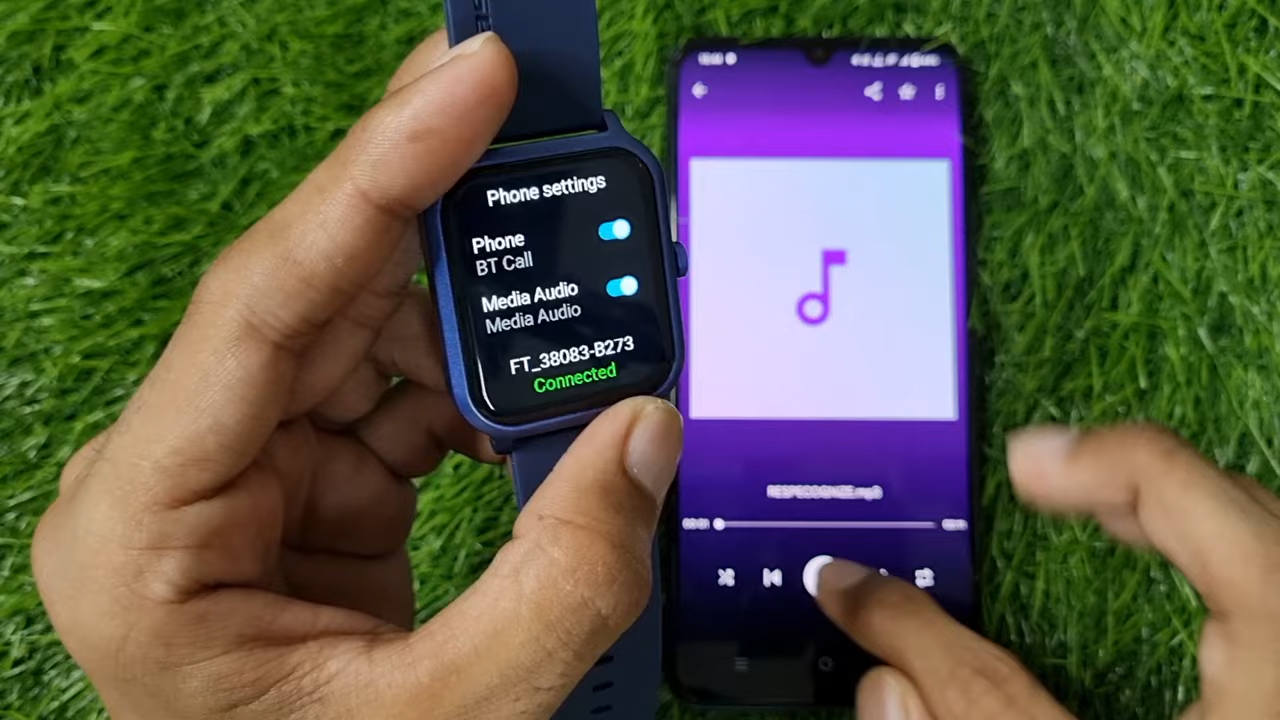 Phone settings
Phone
BT Call
Media Audio
Media Audio
FT_38083-B273
Connected